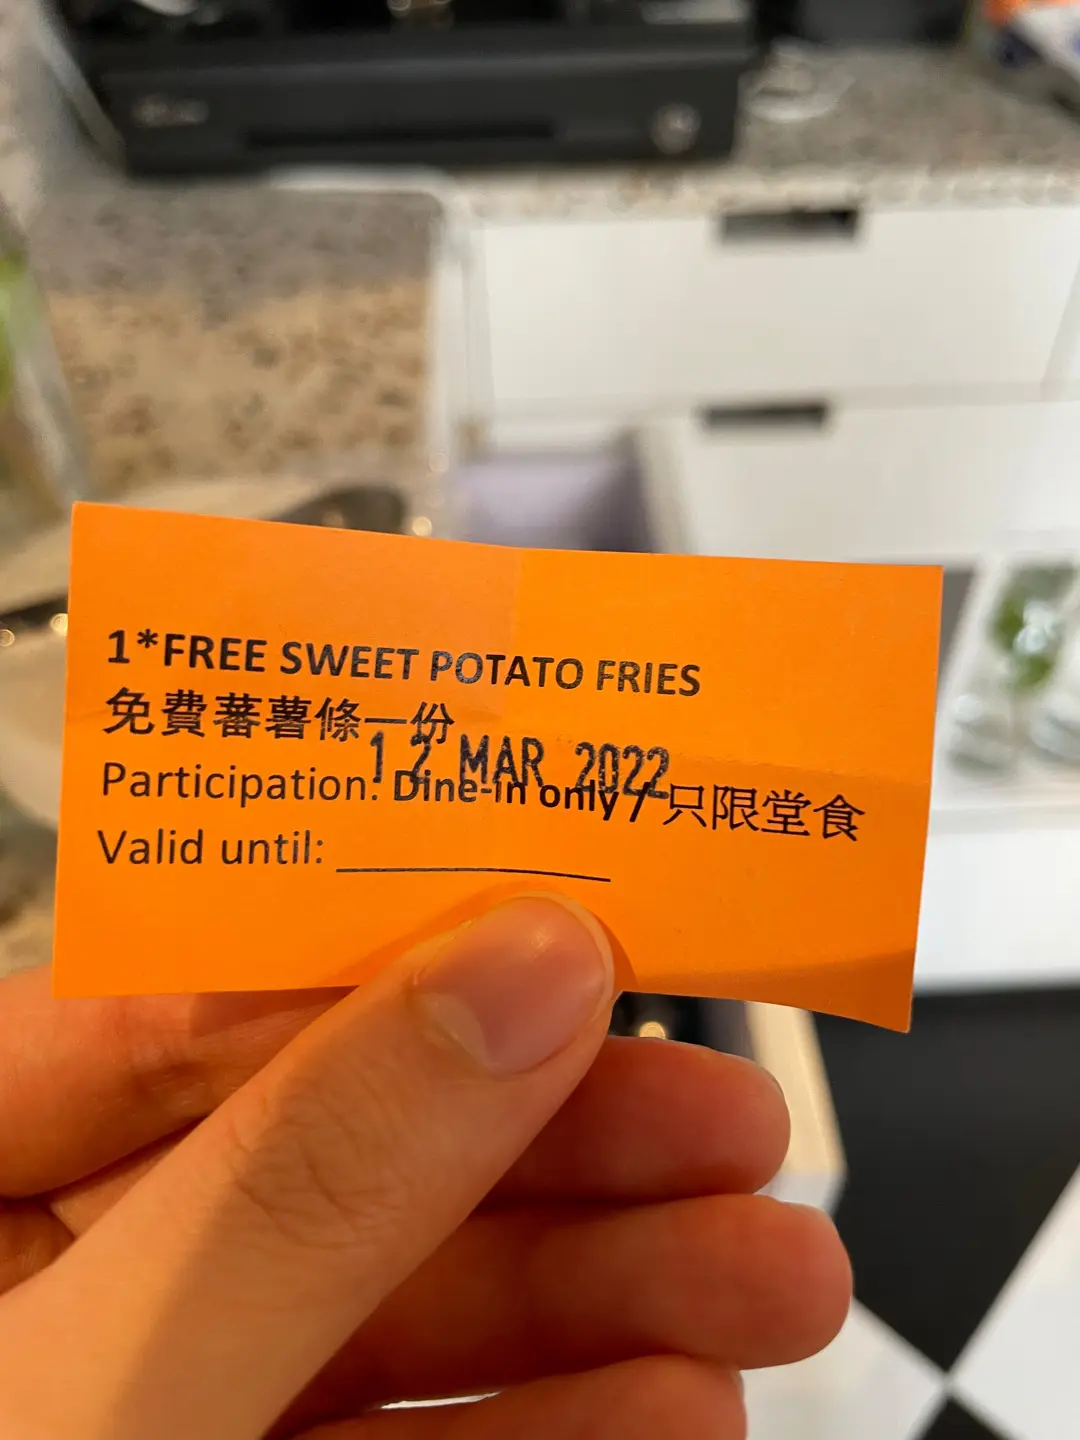 1*FREE SWEET POTATO FRIES
免費蕃薯條一份
12 MAR 2022
Participation: Dine-in only / 只限堂食
Valid until: ____________